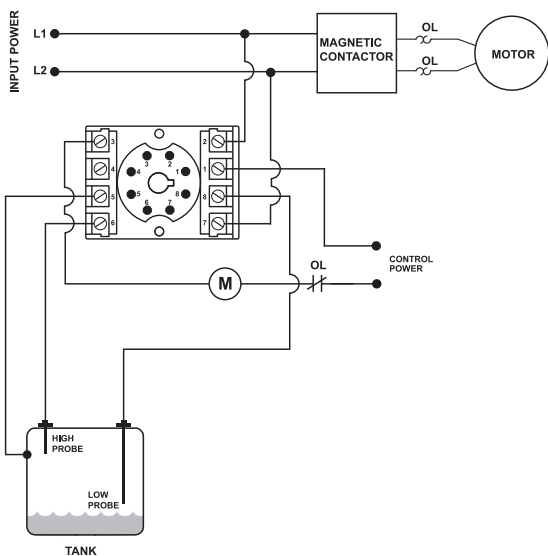 INPUT POWER
L1
L2
MAGNETIC
CONTACTOR
OL
OL
MOTOR
3
4
5
6
3
2
4
1
5
8
6
7
2
1
8
7
M
OL
CONTROL
POWER
HIGH
PROBE
LOW
PROBE
TANK